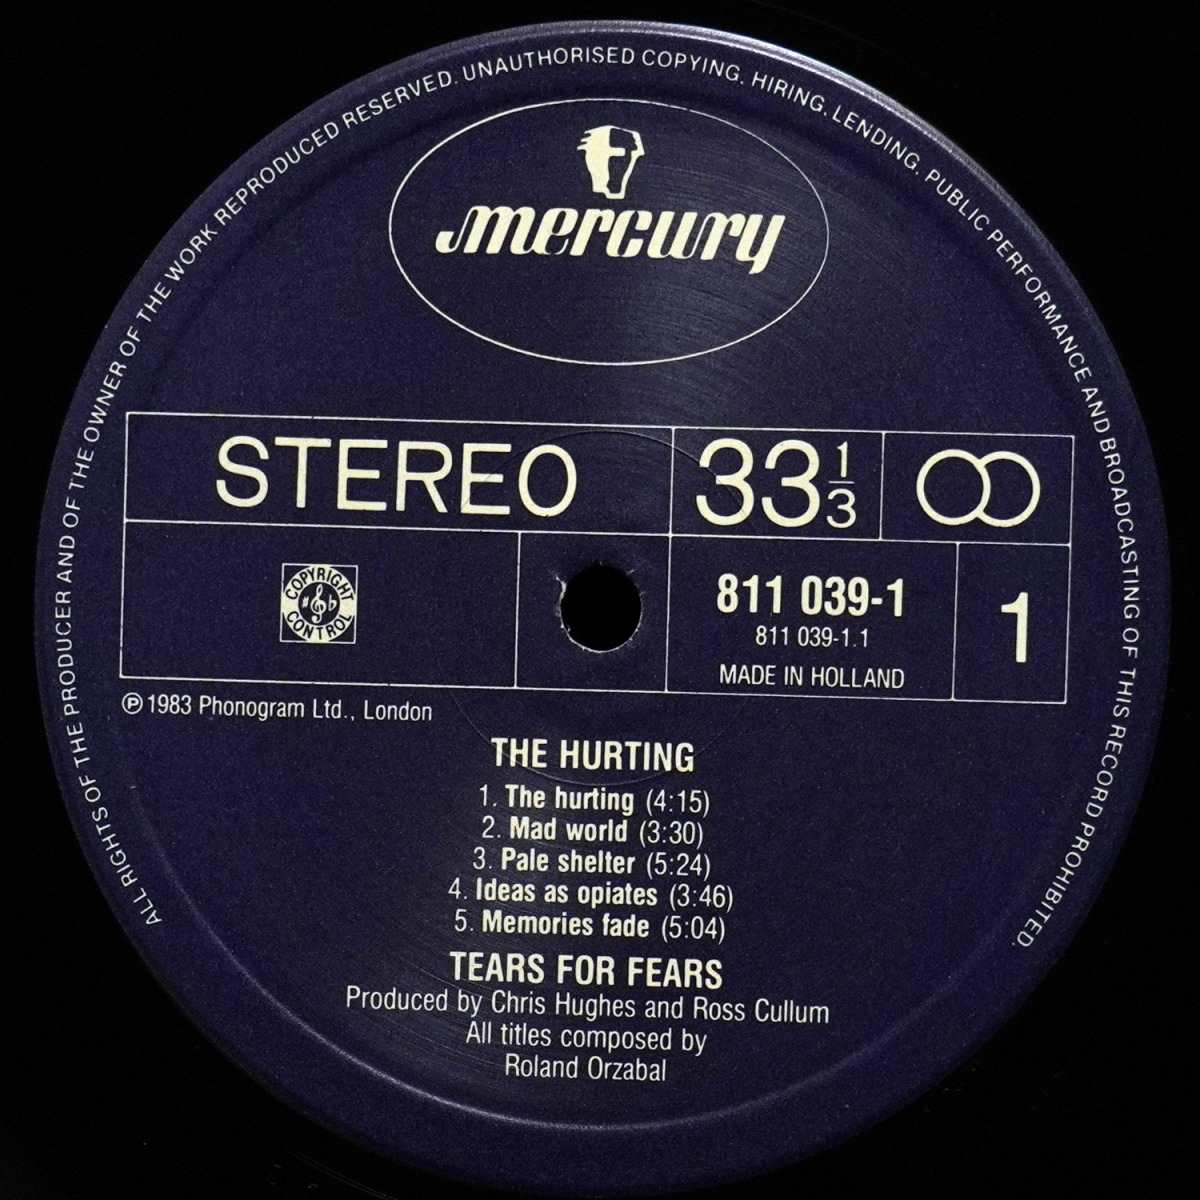 ALL RIGHTS OF THE PRODUCER AND OF THE OWNER OF THE WORK REPRODUCED RESERVED. UNAUTHORISED COPYING, HIRING, LENDING, PUBLIC PERFORMANCE AND BROADCASTING OF THIS RECORD PROHIBITED.
mercury
STEREO 33 1/3
COPYRIGHT CONTROL
811 039-1
811 039-1.1
MADE IN HOLLAND
1
℗ 1983 Phonogram Ltd., London
THE HURTING
1. The hurting (4:15)
2. Mad world (3:30)
3. Pale shelter (5:24)
4. Ideas as opiates (3:46)
5. Memories fade (5:04)
TEARS FOR FEARS
Produced by Chris Hughes and Ross Cullum
All titles composed by
Roland Orzabal